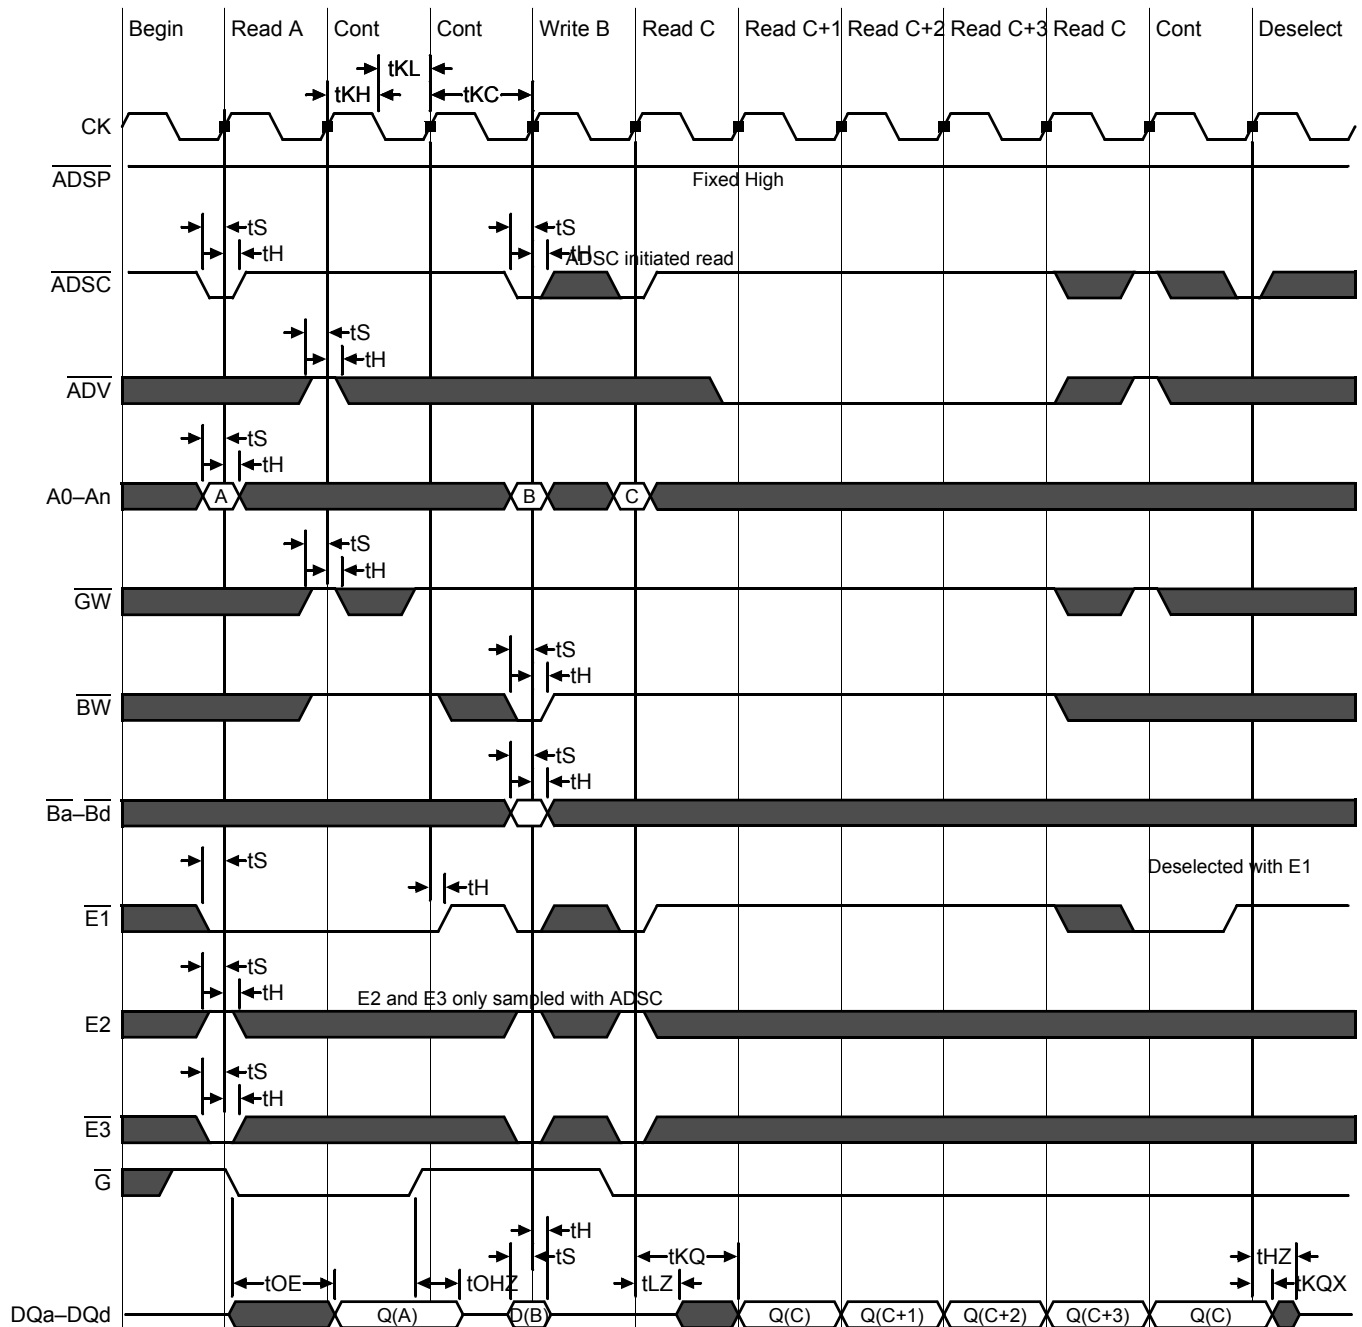 Begin Read A Cont Cont Write B Read C Read C+1 Read C+2 Read C+3 Read C Cont Deselect
tKL
tKH tKC
CK
ADSP
Fixed High
tS tS
tH tH
ADSC initiated read
ADSC
tS
tH
ADV
tS
tH
A0–An A B C
tS
tH
GW
tS
tH
BW
tS
tH
Ba–Bd
tS Deselected with E1
tH
E1
tS
tH
E2 and E3 only sampled with ADSC
E2
tS
tH
E3
G
tH
tS tKQ tHZ
tOE tOHZ tLZ tKQX
DQa–DQd Q(A) D(B) Q(C) Q(C+1) Q(C+2) Q(C+3) Q(C)